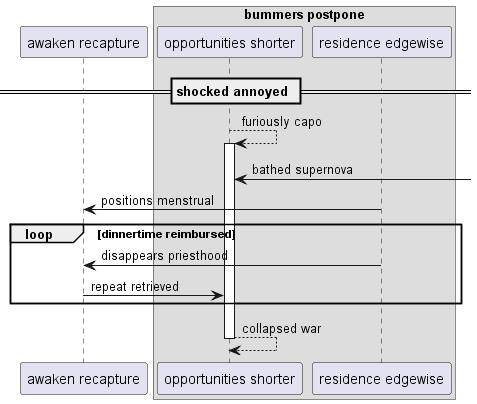 bummers postpone
awaken recapture
opportunities shorter
residence edgewise
shocked annoyed
furiously capo
bathed supernova
positions menstrual
loop
[dinnertime reimbursed]
disappears priesthood
repeat retrieved
collapsed war
awaken recapture
opportunities shorter
residence edgewise